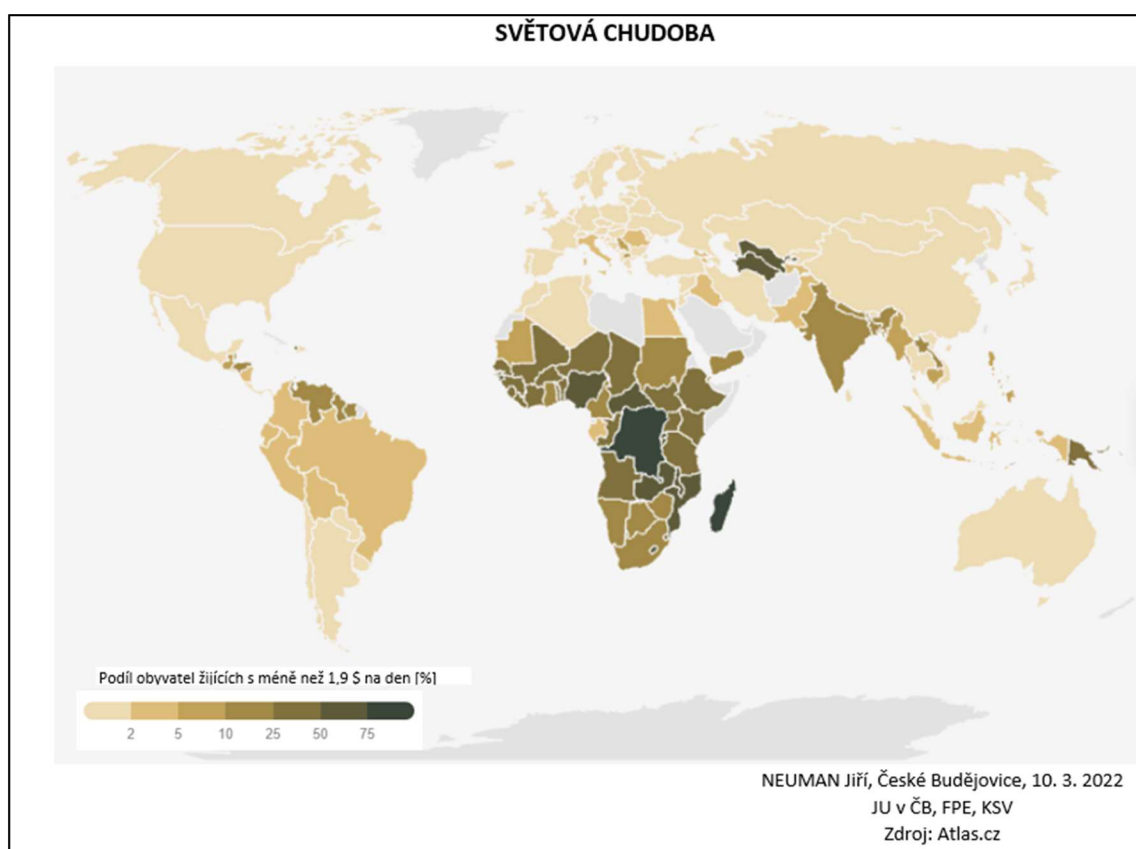 SVĚTOVÁ CHUDOBA
Podíl obyvatel žijících s méně než 1,9 $ na den [%]
2 5 10 25 50 75
NEUMAN Jiří, České Budějovice, 10. 3. 2022
JU v ČB, FPE, KSV
Zdroj: Atlas.cz